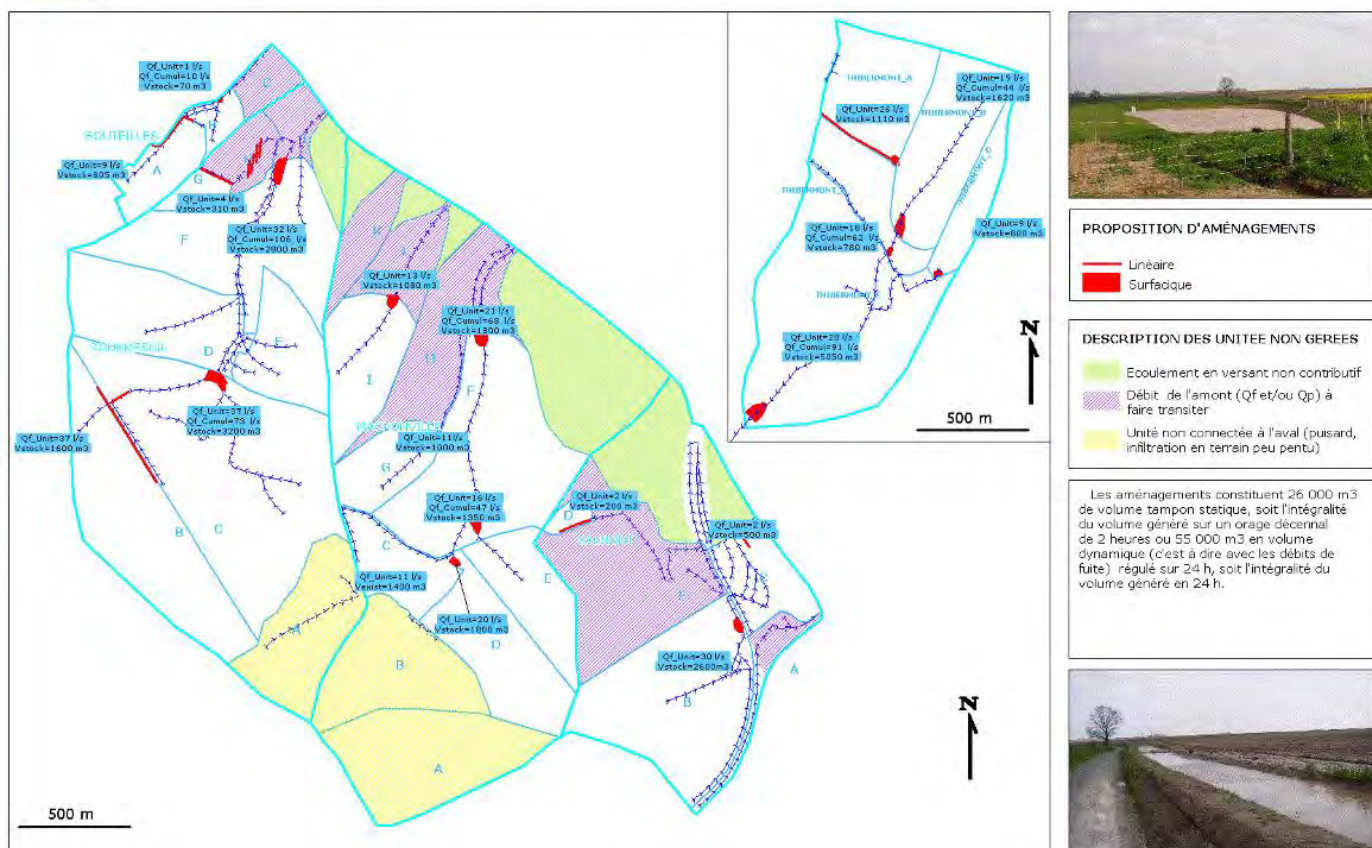 Qf_Unit=1 l/s
Qf_Cumul=10 l/s
Vstock=70 m3
C
B
BOUTEILLES
A
Qf_Unit=9 l/s
Vstock=805 m3
G
Qf_Unit=4 l/s
Vstock=310 m3
F
Qf_Unit=32 l/s
Qf_Cumul=106 l/s
Vstock=2800 m3
K
J
Qf_Unit=13 l/s
Vstock=1080 m3
Qf_Unit=21 l/s
Qf_Cumul=68 l/s
Vstock=1800 m3
E
D
H
I
F
Qf_Unit=37 l/s
Qf_Cumul=73 l/s
Vstock=3200 m3
Qf_Unit=37 l/s
Vstock=1600 m3
Qf_Unit=11 l/s
Vstock=1000 m3
G
Qf_Unit=16 l/s
Qf_Cumul=47 l/s
Vstock=1350 m3
Qf_Unit=2 l/s
Vstock=200 m3
D
Qf_Unit=2 l/s
Vstock=500 m3
B
C
C
E
Qf_Unit=11 l/s
Vexist=1400 m3
Qf_Unit=20 l/s
Vstock=1800 m3
A
B
D
Qf_Unit=30 l/s
Vstock=2600m3
A
B
A
N
500 m
THIBERMONT_A
Qf_Unit=19 l/s
Qf_Cumul=44 l/s
Vstock=1620 m3
Qf_Unit=26 l/s
Vstock=1110 m3
THIBERMONT_B
Qf_Unit=18 l/s
Qf_Cumul=62 l/s
Vstock=780 m3
Qf_Unit=9 l/s
Vstock=800 m3
Qf_Unit=20 l/s
Qf_Cumul=91 l/s
Vstock=5050 m3
N
500 m
PROPOSITION D'AMÉNAGEMENTS
Linéaire
Surfacique
DESCRIPTION DES UNITEE NON GEREES
Ecoulement en versant non contributif
Débit de l'amont (Qf et/ou Qp) à
faire transiter
Unité non connectée à l'aval (puisard,
infiltration en terrain peu pentu)
Les aménagements constituent 26 000 m3
de volume tampon statique, soit l'intégralité
du volume généré sur un orage décennal
de 2 heures ou 55 000 m3 en volume
dynamique (c'est à dire avec les débits de
fuite) régulé sur 24 h, soit l'intégralité du
volume généré en 24 h.